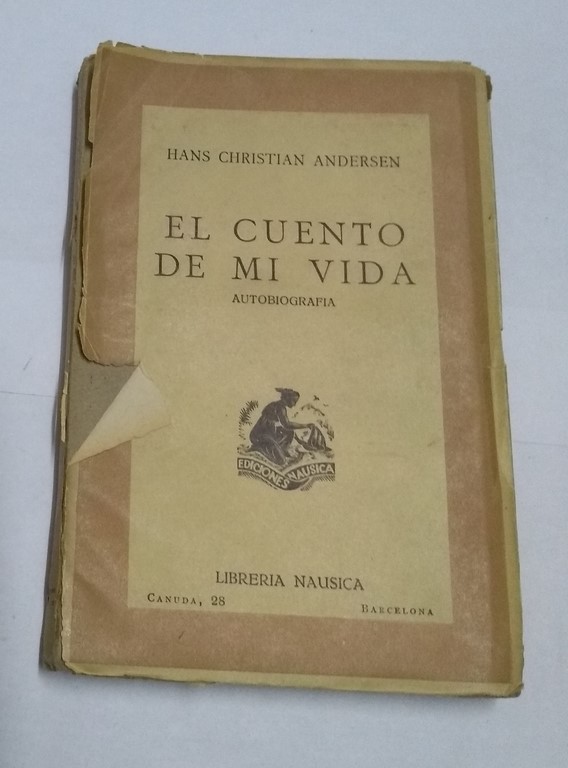 HANS CHRISTIAN ANDERSEN
EL CUENTO
DE MI VIDA
AUTOBIOGRAFIA
EDICIONES NAUSICA
LIBRERIA NAUSICA
CANUDA, 28 BARCELONA